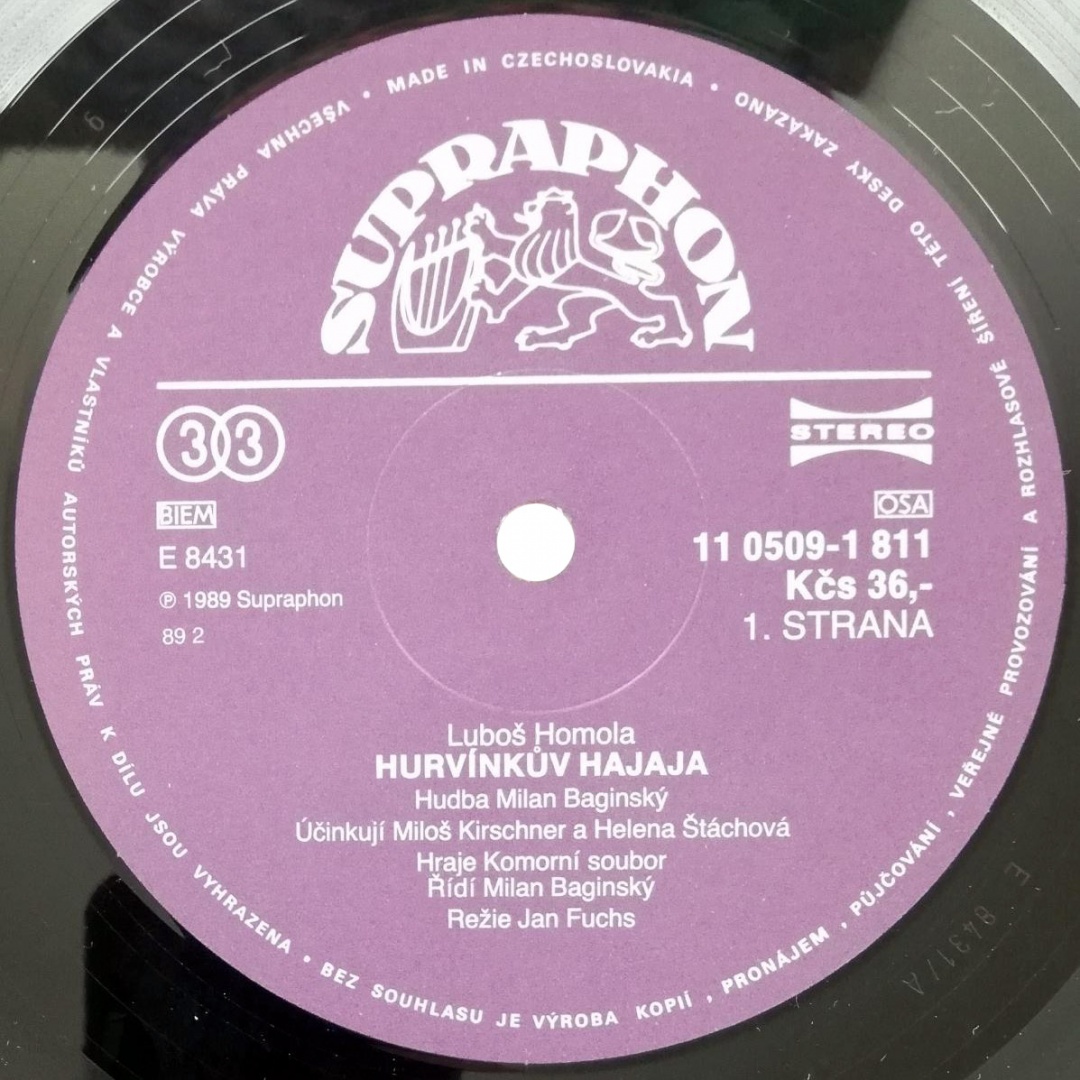 MADE IN CZECHOSLOVAKIA •
VŠECHNA PRÁVA VÝROBCE A VLASTNÍKŮ AUTORSKÝCH PRÁV K DÍLU JSOU VYHRAZENA • BEZ SOUHLASU JE VÝROBA KOPIÍ , PRONÁJEM , PŮJČOVÁNÍ , VEŘEJNÉ PROVOZOVÁNÍ A ROZHLASOVÉ ŠÍŘENÍ TÉTO DESKY ZAKÁZÁNO •
SUPRAPHON
33
STEREO
BIEM
OSA
E 8431
11 0509-1 811
℗ 1989 Supraphon
Kčs 36,-
89 2
1. STRANA
Luboš Homola
HURVÍNKŮV HAJAJA
Hudba Milan Baginský
Účinkují Miloš Kirschner a Helena Štáchová
Hraje Komorní soubor
Řídí Milan Baginský
Režie Jan Fuchs
E 8431/A